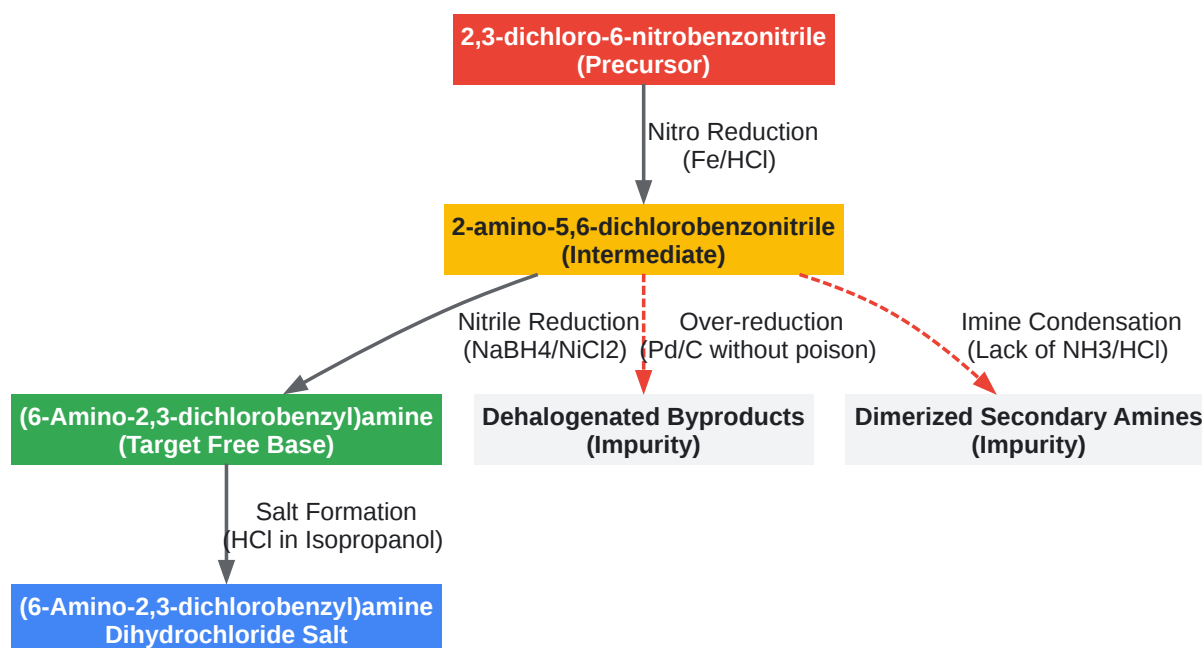 2,3-dichloro-6-nitrobenzonitrile
(Precursor)
Nitro Reduction
(Fe/HCl)
2-amino-5,6-dichlorobenzonitrile
(Intermediate)
Nitrile Reduction
(NaBH4/NiCl2)
Over-reduction
(Pd/C without poison)
Imine Condensation
(Lack of NH3/HCl)
(6-Amino-2,3-dichlorobenzyl)amine
(Target Free Base)
Dehalogenated Byproducts
(Impurity)
Dimerized Secondary Amines
(Impurity)
Salt Formation
(HCl in Isopropanol)
(6-Amino-2,3-dichlorobenzyl)amine
Dihydrochloride Salt